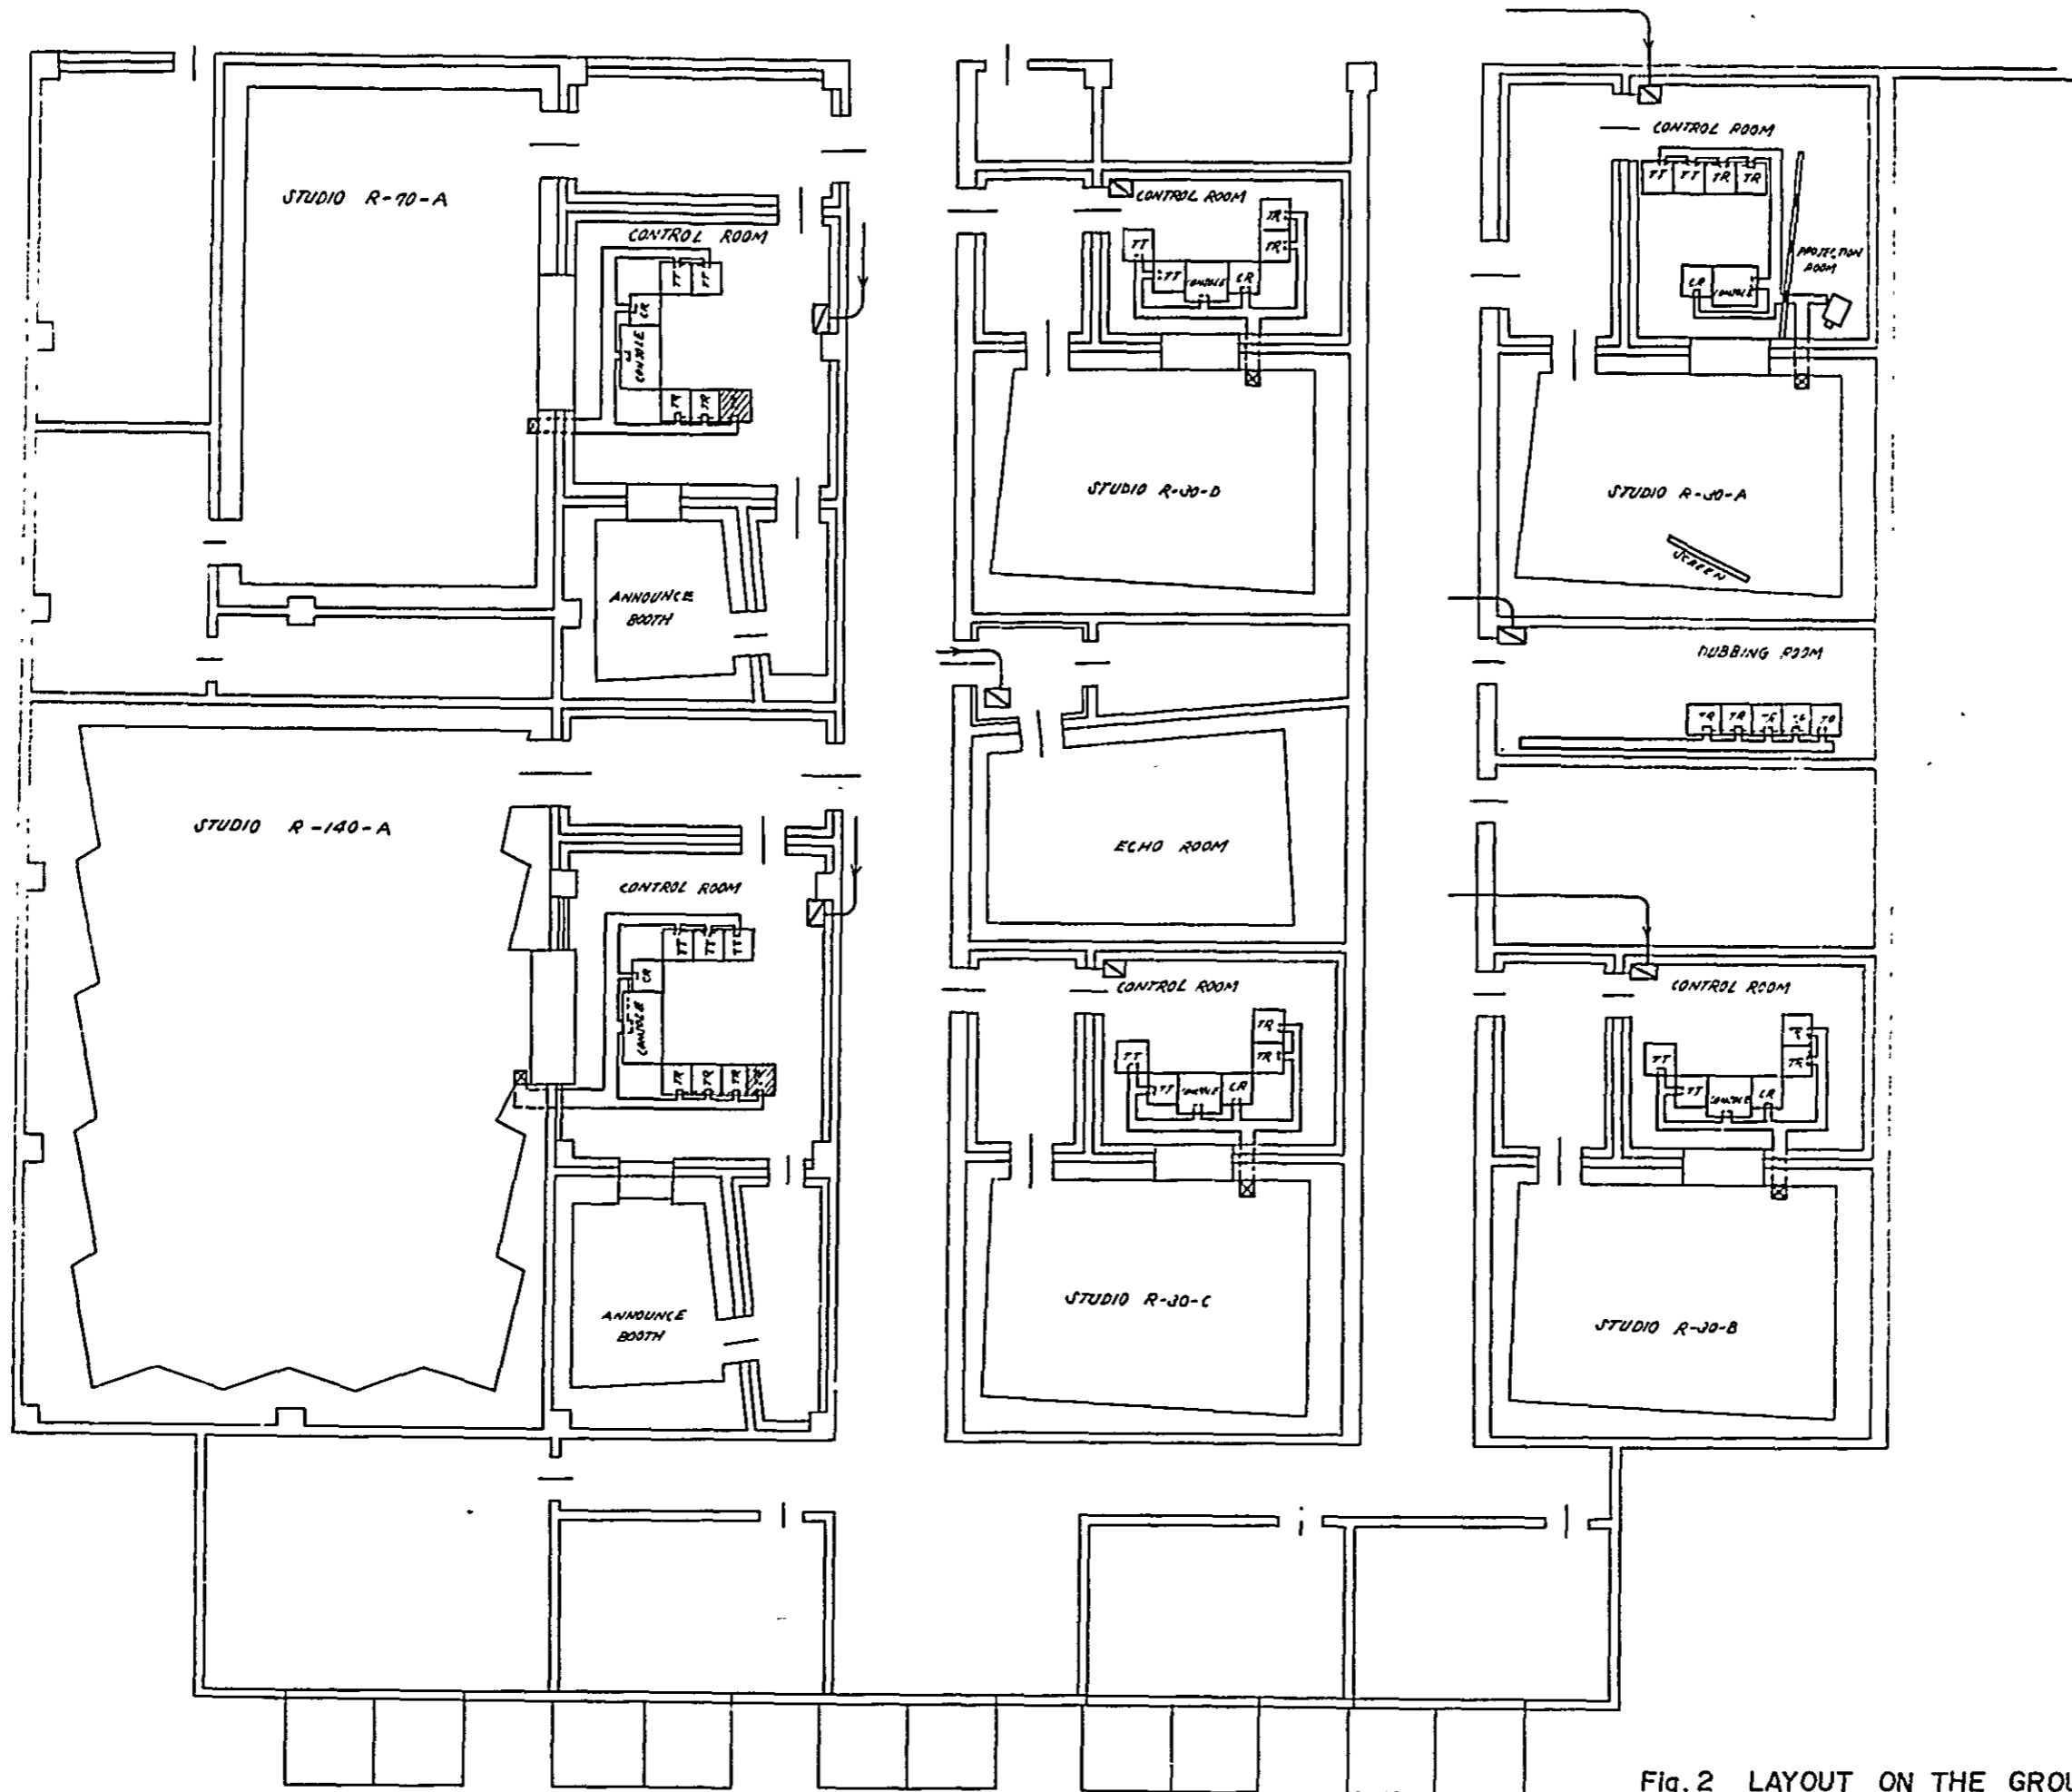 STUDIO R-70-A
CONTROL ROOM
TT
TT
CR
CONSOLE
TR
TR
ANNOUNCE
BOOTH
STUDIO R-140-A
CONTROL ROOM
TT
TT
TT
CR
CONSOLE
TR
TR
TR
TR
ANNOUNCE
BOOTH
CONTROL ROOM
TR
TR
TT
TT
CONSOLE
CR
STUDIO R-30-D
ECHO ROOM
CONTROL ROOM
TR
TR
TT
TT
CONSOLE
CR
STUDIO R-30-C
CONTROL ROOM
TT
TT
TR
TR
PROJECTION
ROOM
CR
CONSOLE
STUDIO R-30-A
SCREEN
DUBBING ROOM
TR
TR
TR
CONTROL ROOM
TR
TR
TT
TT
CONSOLE
CR
STUDIO R-30-B
Fig. 2 LAYOUT ON THE GROU